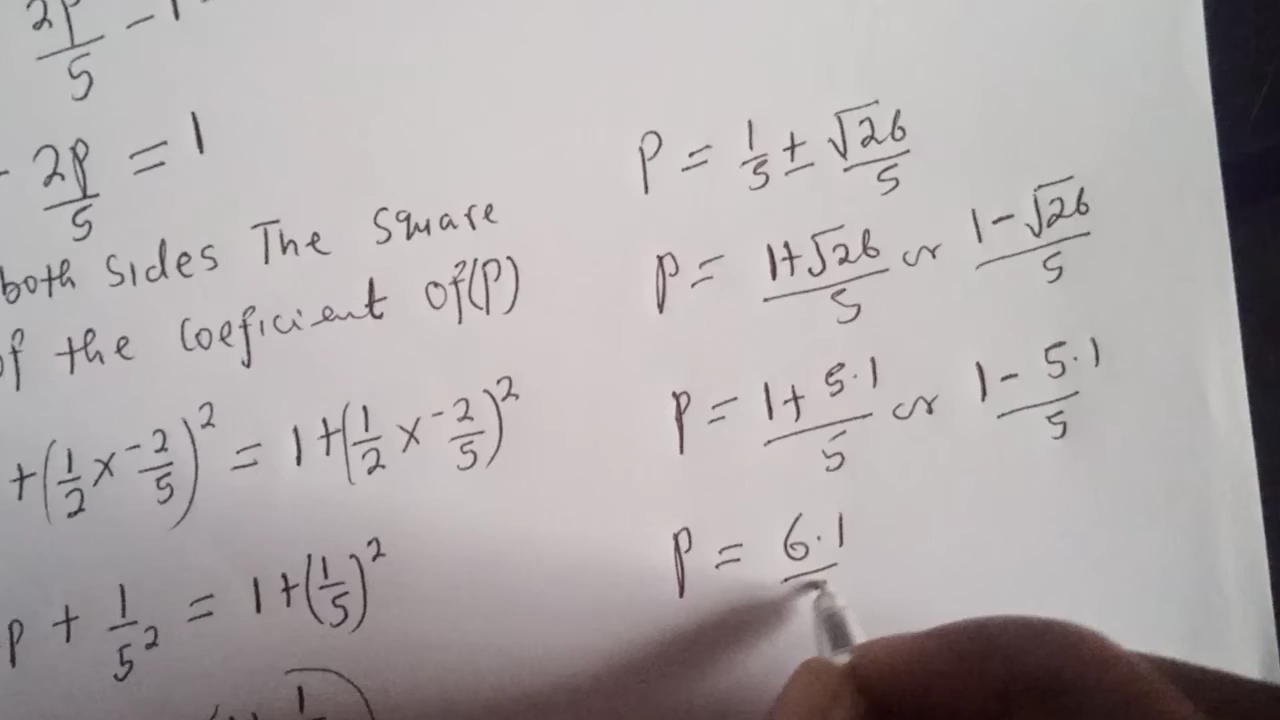 2p/5 - 1
- 2p/5 = 1
both sides The square
of the coeficient of(p)
+(1/2 × -2/5)² = 1+(1/2 × -2/5)²
p + 1/5² = 1+(1/5)²
1
P = 1/5 ± √26/5
P = 1+√26/5 or 1-√26/5
P = 1+5.1/5 or 1-5.1/5
P = 6.1